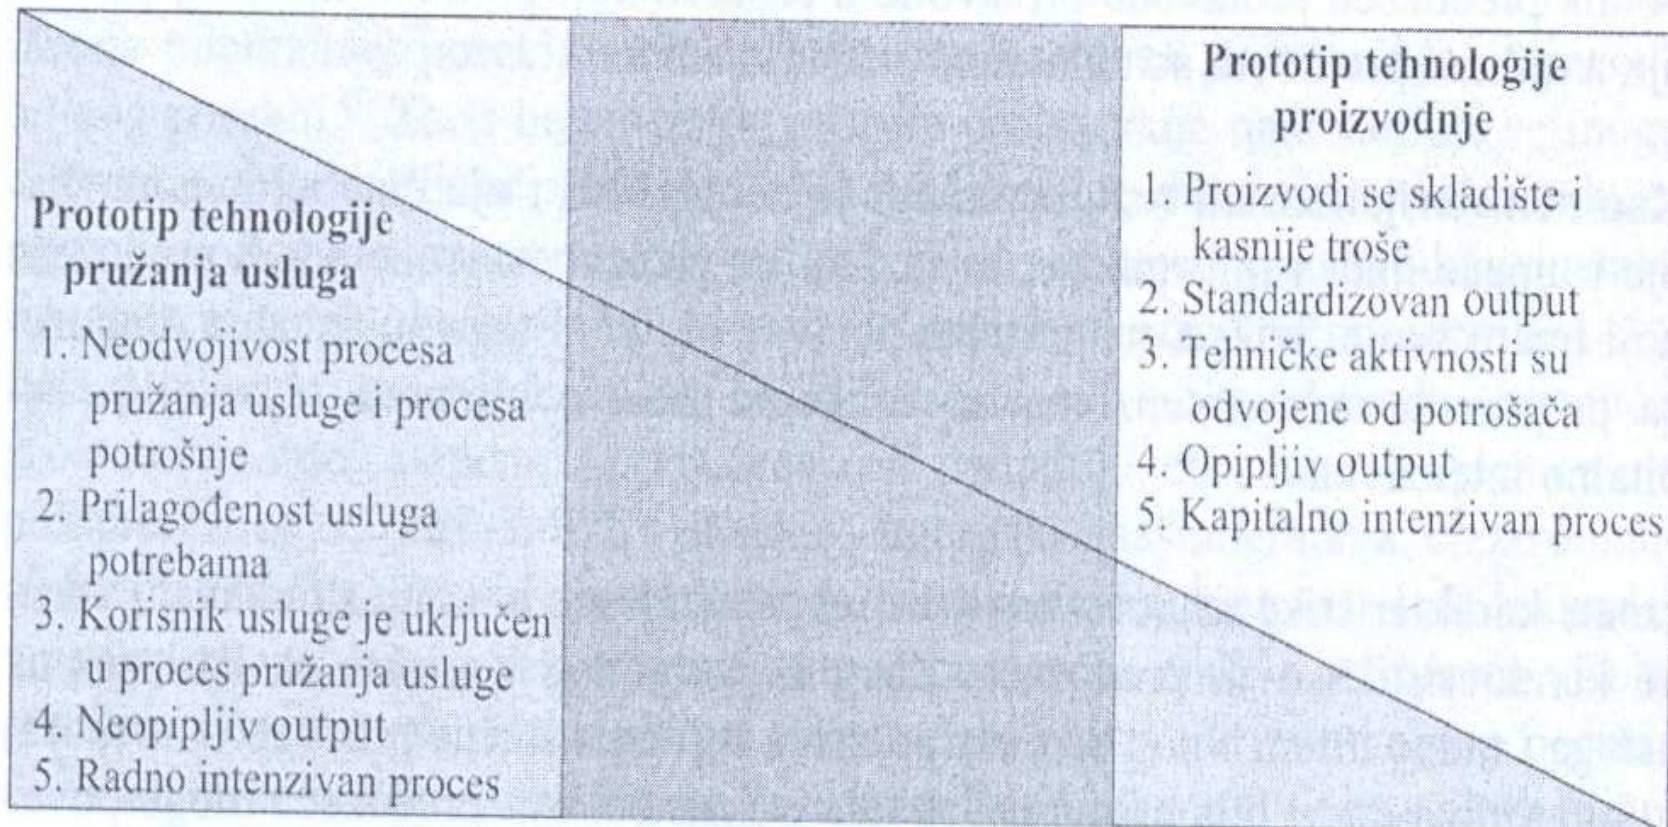 Prototip tehnologije
pružanja usluga
1. Neodvojivost procesa
pružanja usluge i procesa
potrošnje
2. Prilagođenost usluga
potrebama
3. Korisnik usluge je uključen
u proces pružanja usluge
4. Neopipljiv output
5. Radno intenzivan proces
Prototip tehnologije
proizvodnje
1. Proizvodi se skladište i
kasnije troše
2. Standardizovan output
3. Tehničke aktivnosti su
odvojene od potrošača
4. Opipljiv output
5. Kapitalno intenzivan proces